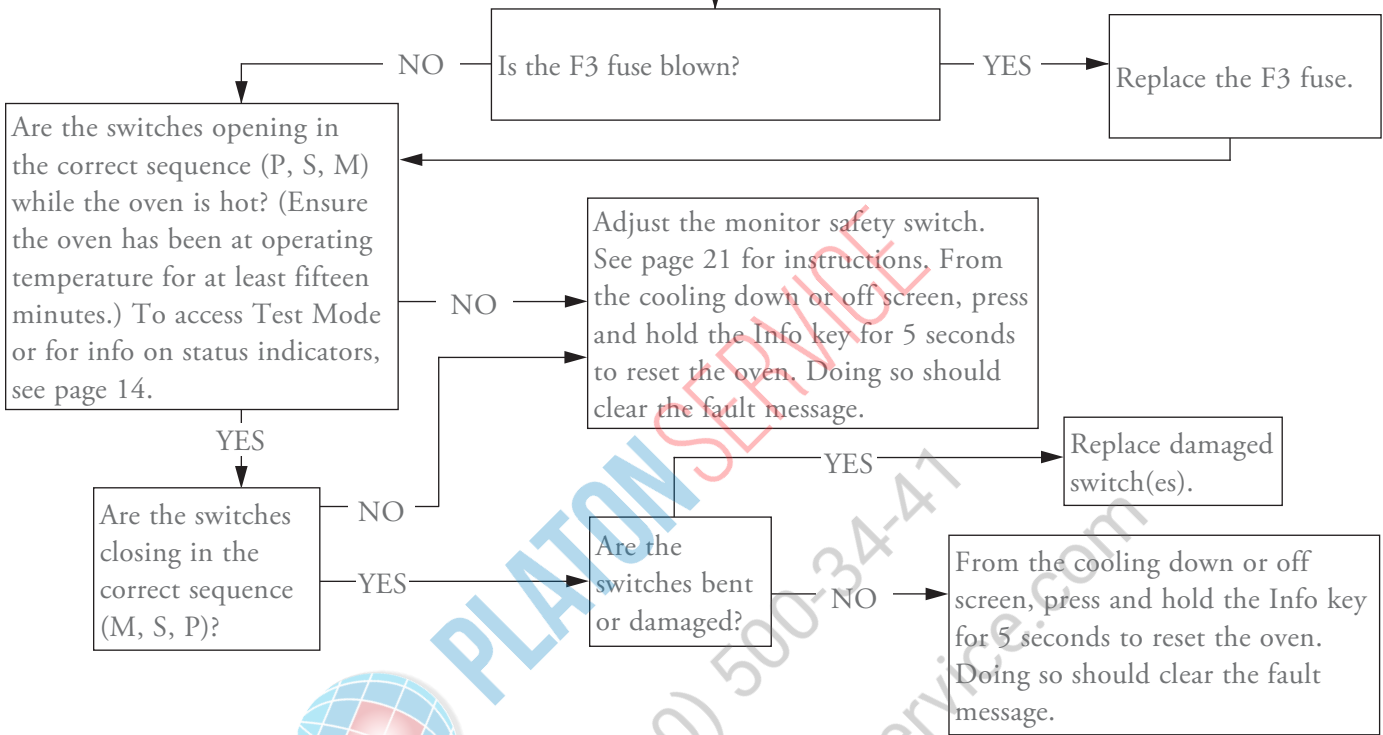 Is the F3 fuse blown?
NO
YES
Replace the F3 fuse.
Are the switches opening in
the correct sequence (P, S, M)
while the oven is hot? (Ensure
the oven has been at operating
temperature for at least fifteen
minutes.) To access Test Mode
or for info on status indicators,
see page 14.
NO
Adjust the monitor safety switch.
See page 21 for instructions. From
the cooling down or off screen, press
and hold the Info key for 5 seconds
to reset the oven. Doing so should
clear the fault message.
YES
Are the switches
closing in the
correct sequence
(M, S, P)?
NO
YES
Are the
switches bent
or damaged?
YES
Replace damaged
switch(es).
NO
From the cooling down or off
screen, press and hold the Info key
for 5 seconds to reset the oven.
Doing so should clear the fault
message.
PLATONSERVICE
0) 500-34-41
ervice.com